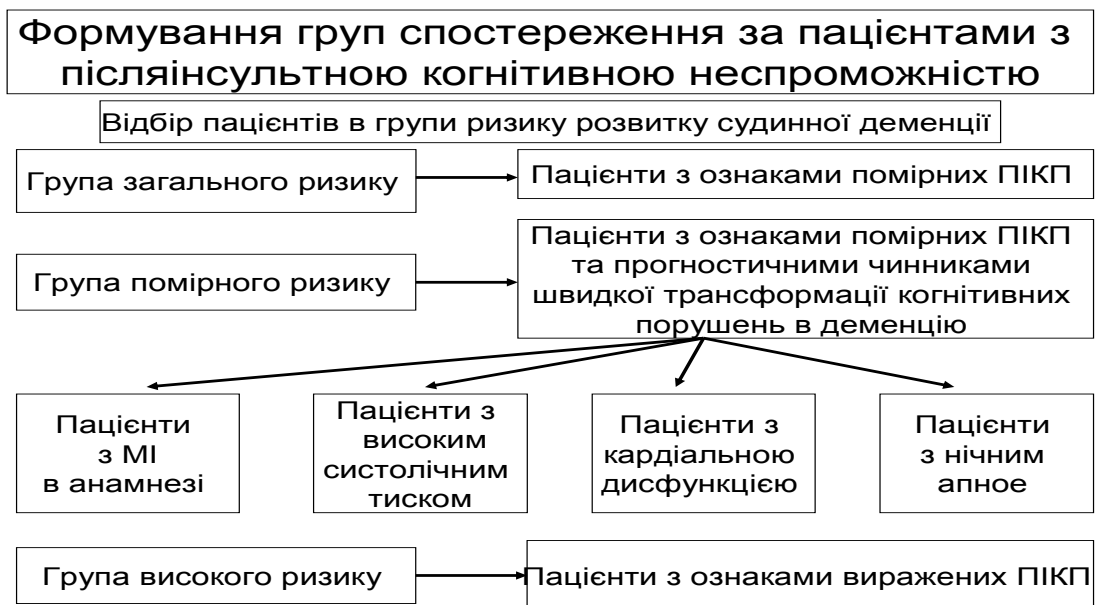 Формування груп спостереження за пацієнтами з
післяінсультною когнітивною неспроможністю
Відбір пацієнтів в групи ризику розвитку судинної деменції
Група загального ризику
Пацієнти з ознаками помірних ПІКП
Група помірного ризику
Пацієнти з ознаками помірних ПІКП
та прогностичними чинниками
швидкої трансформації когнітивних
порушень в деменцію
Пацієнти
з МІ
в анамнезі
Пацієнти з
високим
систолічним
тиском
Пацієнти з
кардіальною
дисфункцією
Пацієнти
з нічним
апное
Група високого ризику
Пацієнти з ознаками виражених ПІКП